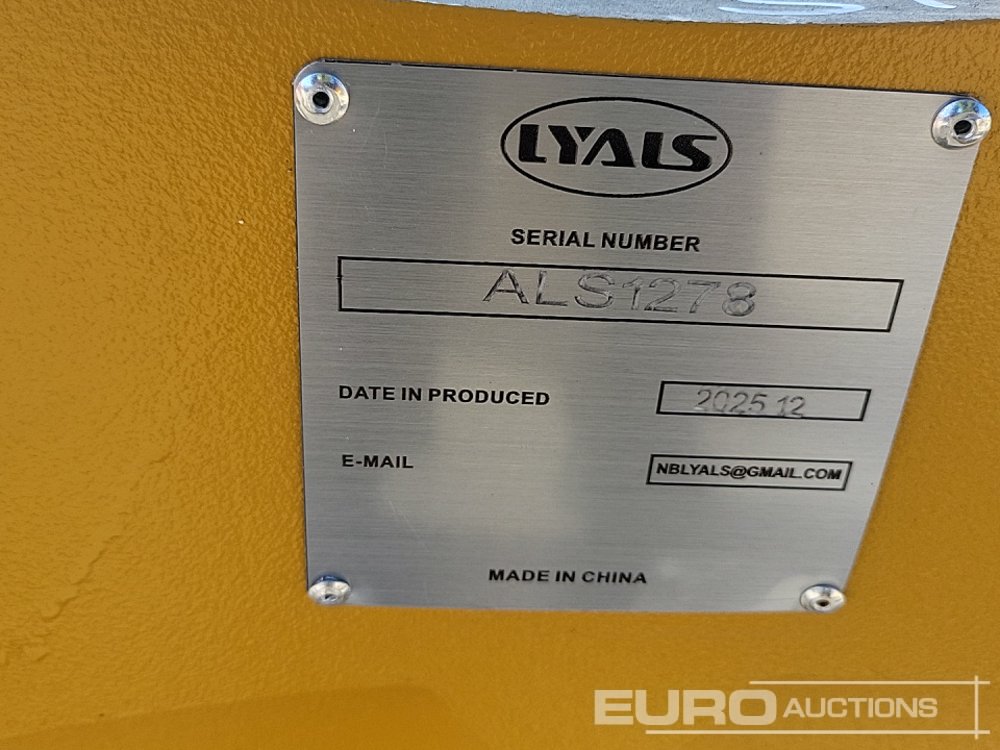 LYALS
SERIAL NUMBER
ALS1278
DATE IN PRODUCED
2025 12
E-MAIL
NBLYALS@GMAIL.COM
MADE IN CHINA
EURO AUCTIONS